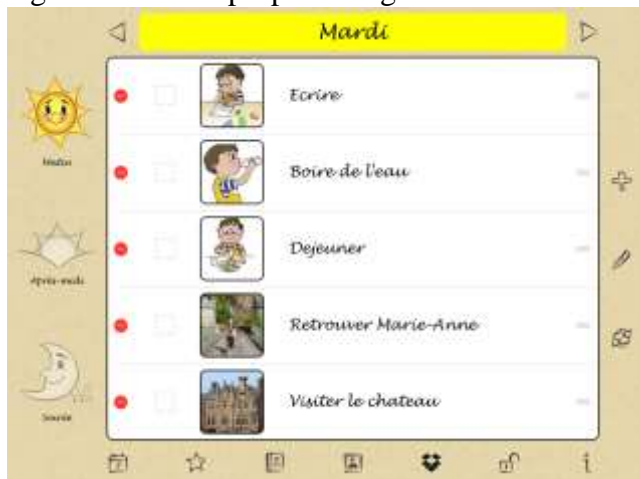 Mardi
Ecrire
Boire de l'eau
Dejeuner
Retrouver Marie-Anne
Visiter le chateau
Matin
Après-midi
Soirée